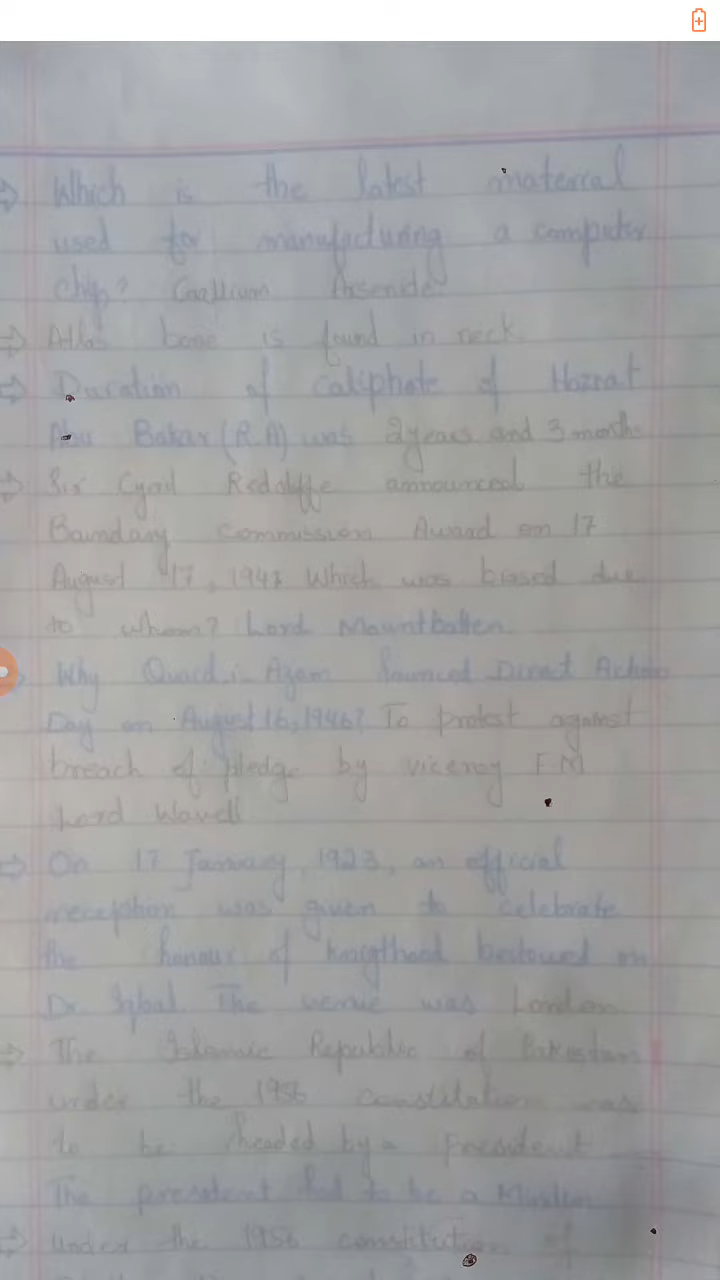 ⇒ Which is the latest material
used for manufacturing a computer
chip? Gallium Arsenide
⇒ Atlas bone is found in neck
⇒ Duration of caliphate of Hazrat
Abu Bakar (R.A) was 2 years and 3 months
⇒ Sir Cyril Redcliffe announced the
Boundary Commission Award on 17
August 17, 1947 which was biased due
to whom? Lord Mountbatten
Why Quaid-i-Azam Direct Action
Day on August 16, 1946? To protest against
breach of pledge by viceroy F M
Lord Wavell
⇒ On 17 January, 1923, an official
reception was given to celebrate
the honour of bestowed on
Dr Iqbal. The venue was London
⇒ The Islamic Republic of Pakistan
under the 1956 constitution was
to be headed by a president
The president had to be a Muslim
⇒ under the 1956 constitution of